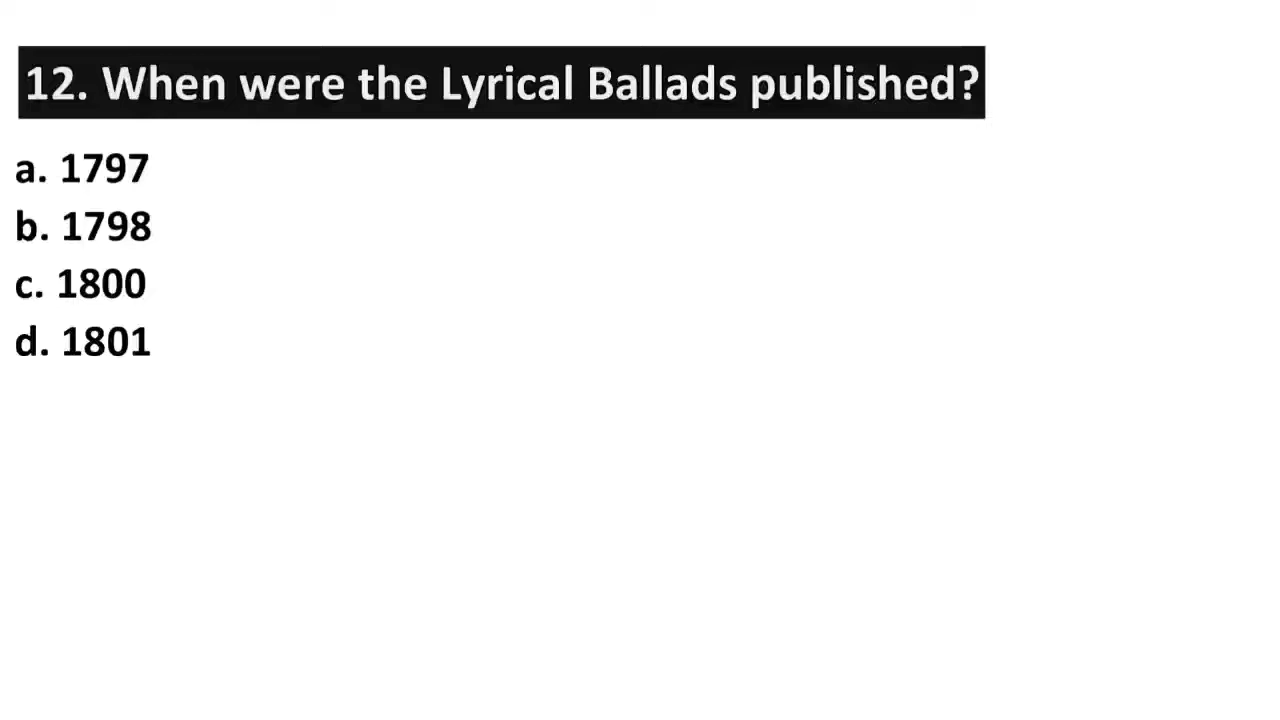 12. When were the Lyrical Ballads published?
a. 1797
b. 1798
c. 1800
d. 1801